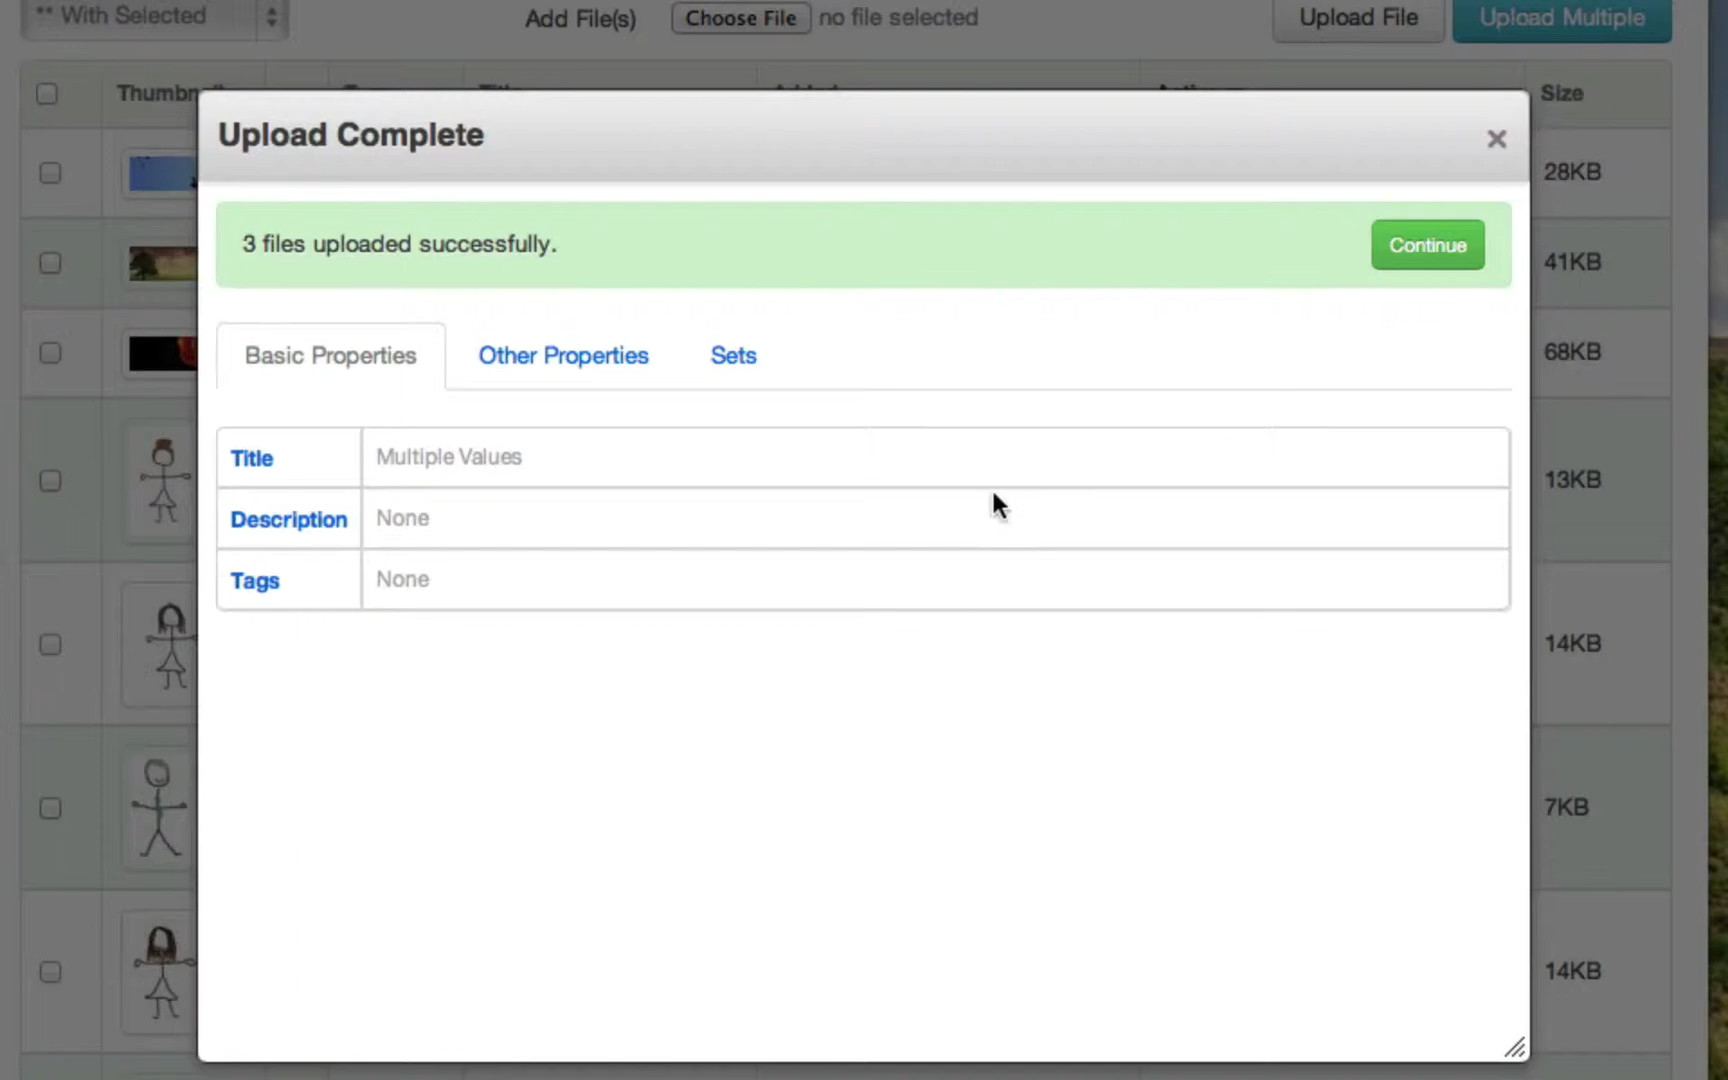 ** With Selected
Add File(s)
Choose File
no file selected
Upload File
Upload Multiple
Size
Upload Complete
×
28KB
3 files uploaded successfully.
Continue
41KB
Basic Properties
Other Properties
Sets
68KB
Title
Multiple Values
13KB
Description
None
Tags
None
14KB
7KB
14KB